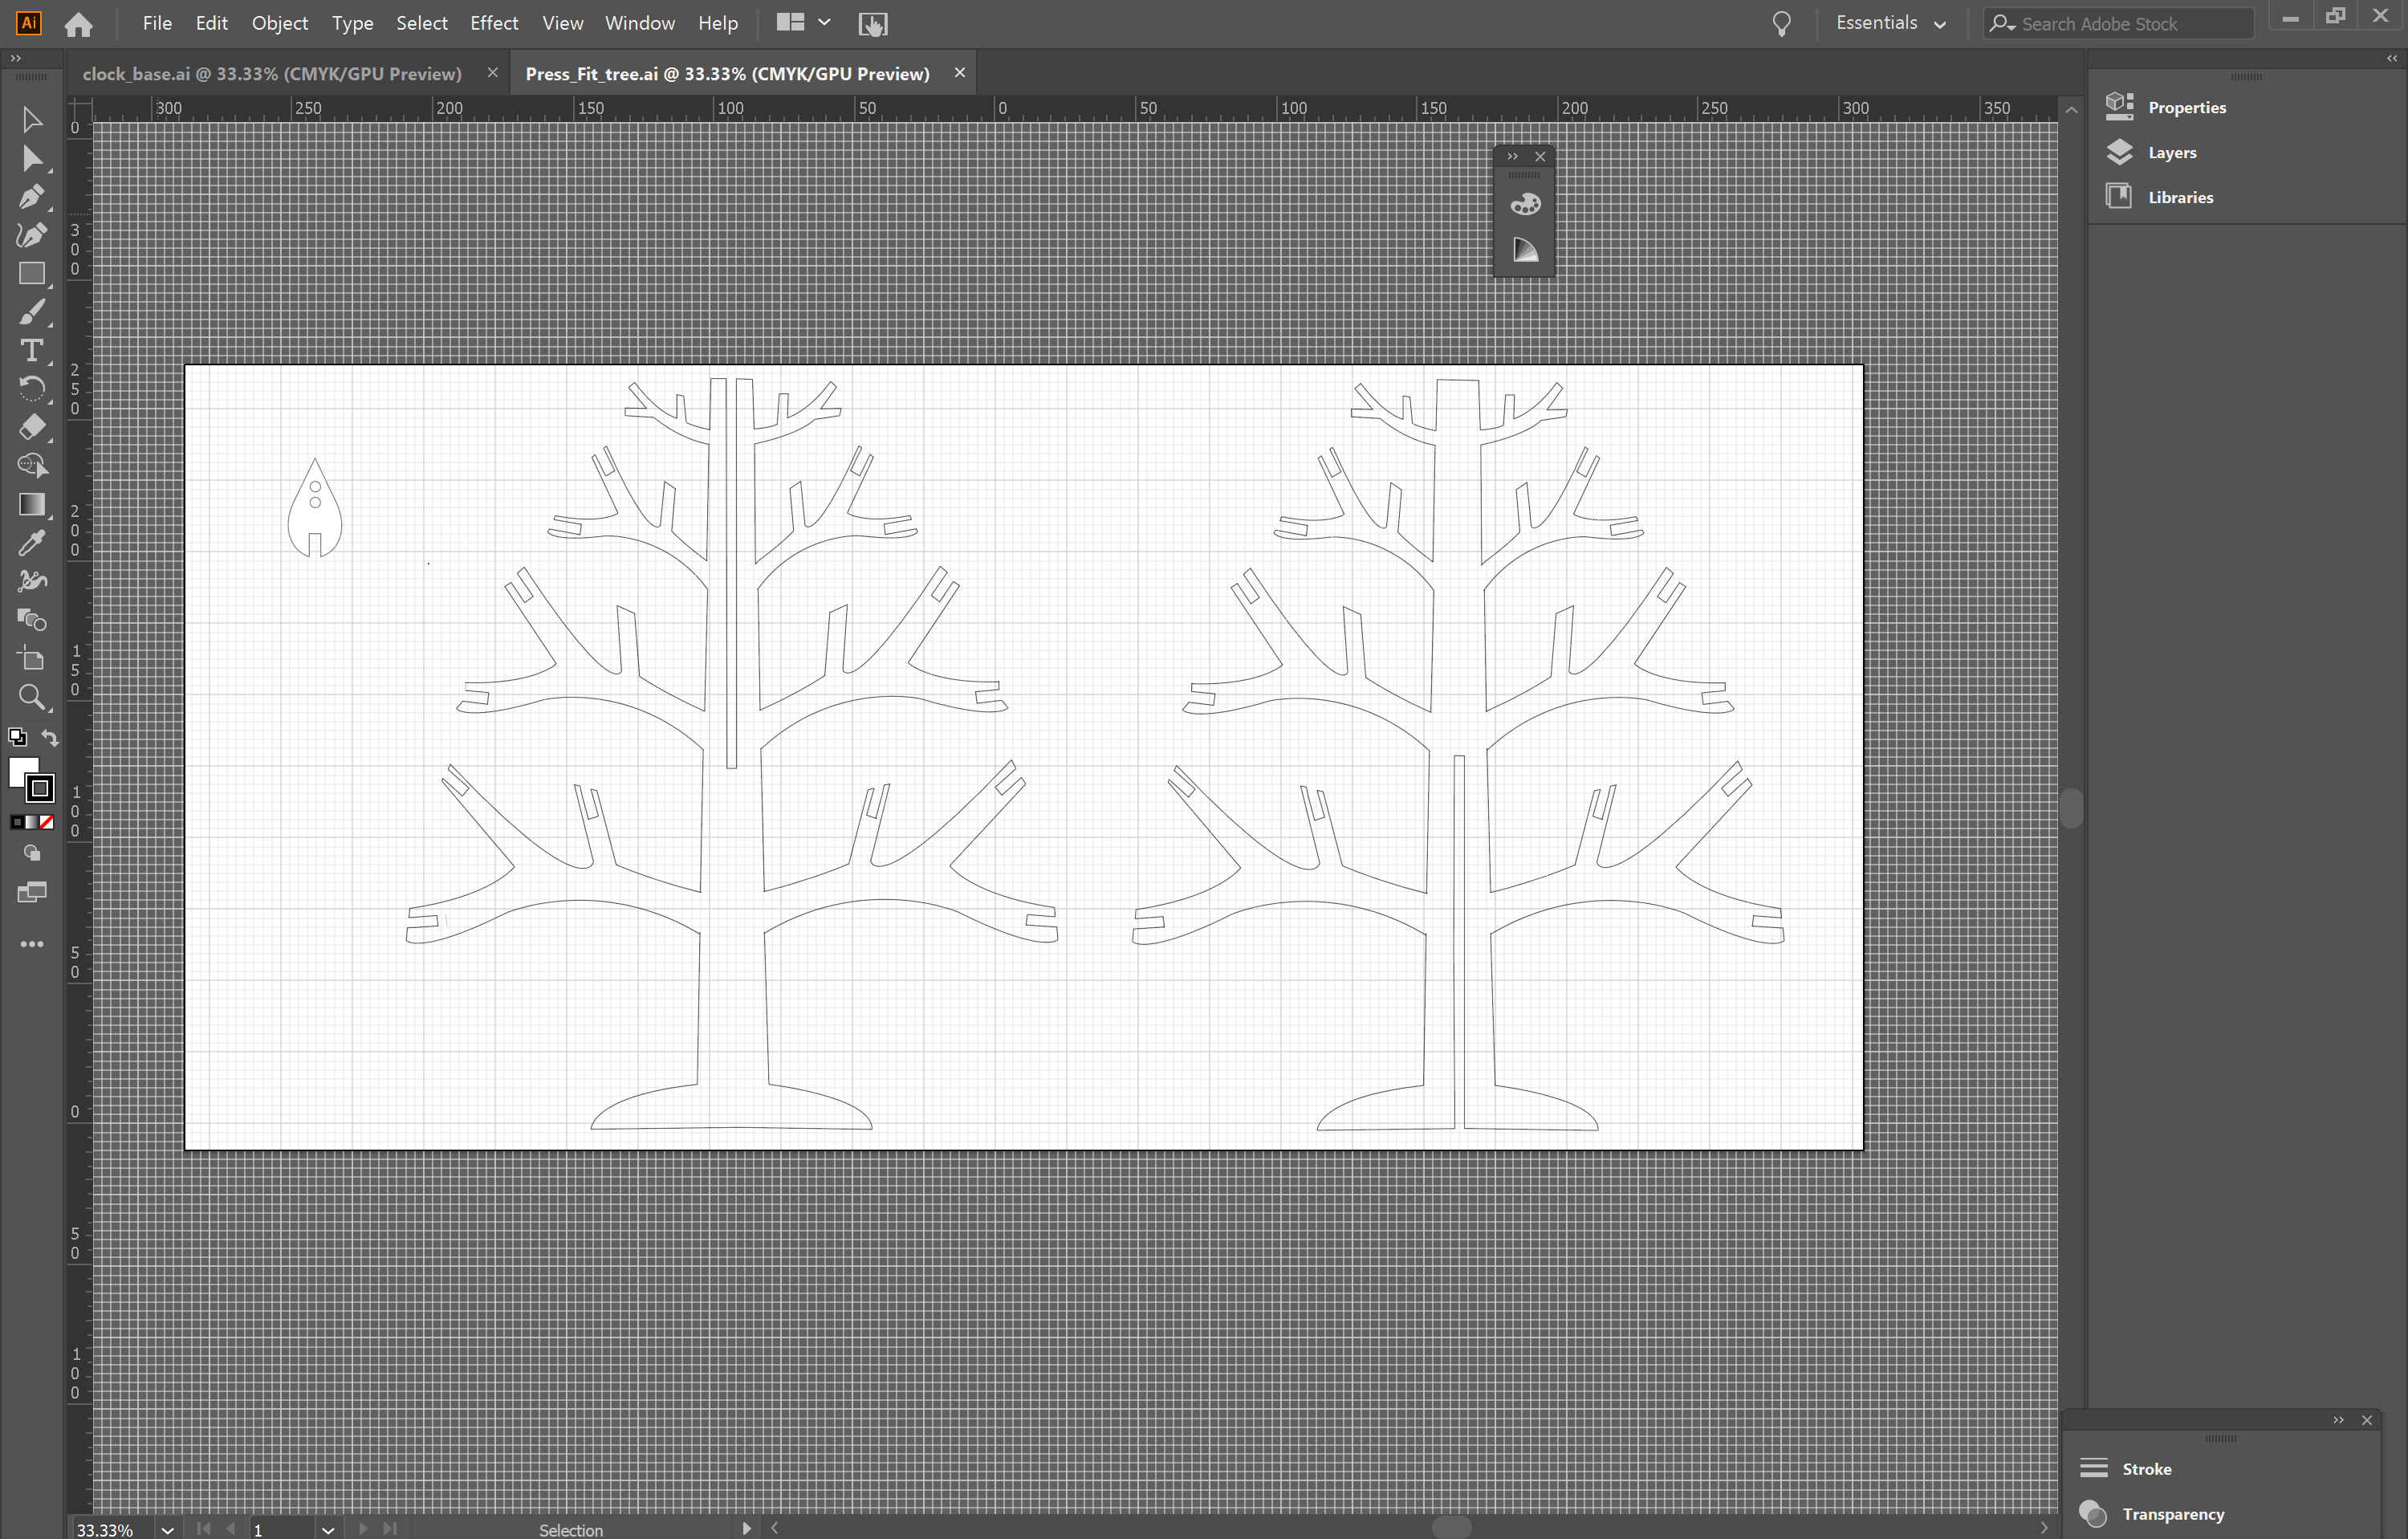 Ai File Edit Object Type Select Effect View Window Help Essentials Search Adobe Stock
clock_base.ai @ 33.33% (CMYK/GPU Preview) Press_Fit_tree.ai @ 33.33% (CMYK/GPU Preview)
300 250 200 150 100 50 0 50 100 150 200 250 300 350
0
300
250
200
150
100
50
0
50
100
Properties
Layers
Libraries
T
Stroke
Transparency
33.33% 1 Selection